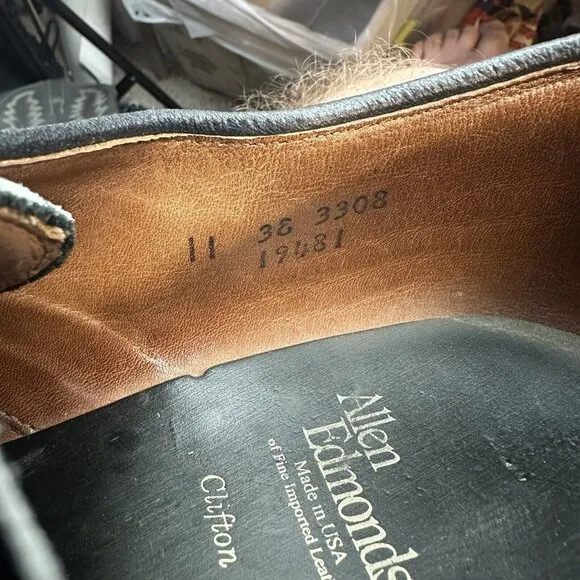 11 38 3308
19481
Allen
Edmonds
Made in USA
of Fine Imported Leat
Clifton